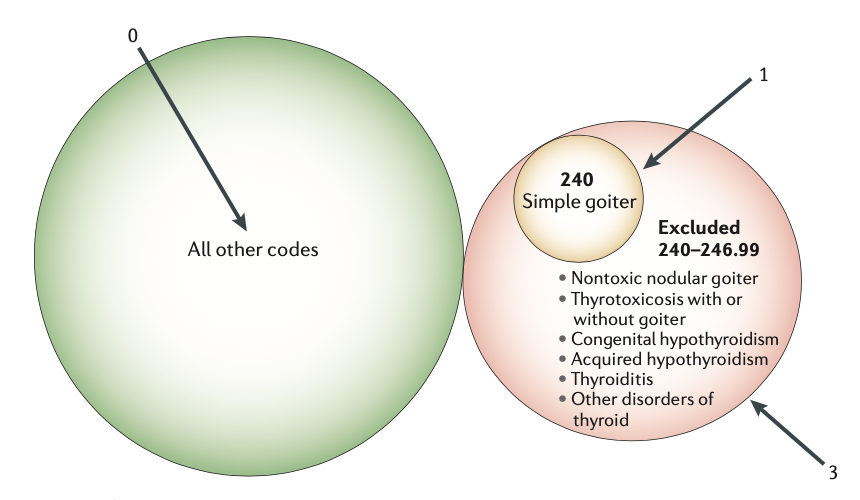 0
1
240
Simple goiter
Excluded
240–246.99
All other codes
• Nontoxic nodular goiter
• Thyrotoxicosis with or
without goiter
• Congenital hypothyroidism
• Acquired hypothyroidism
• Thyroiditis
• Other disorders of
thyroid
3